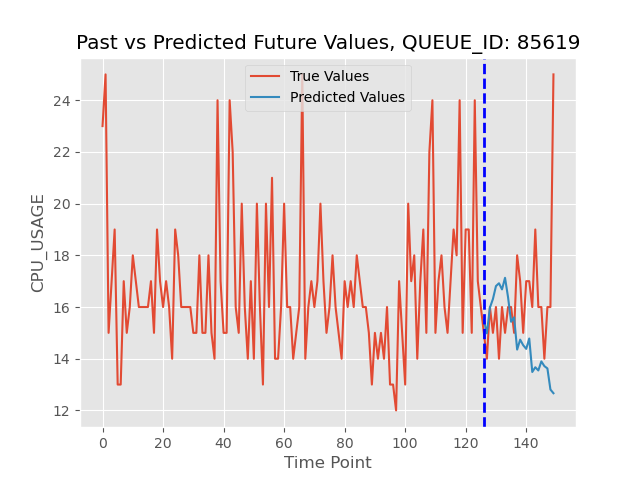 Past vs Predicted Future Values, QUEUE_ID: 85619
True Values
Predicted Values
24
22
20
18
16
14
12
CPU_USAGE
0 20 40 60 80 100 120 140
Time Point